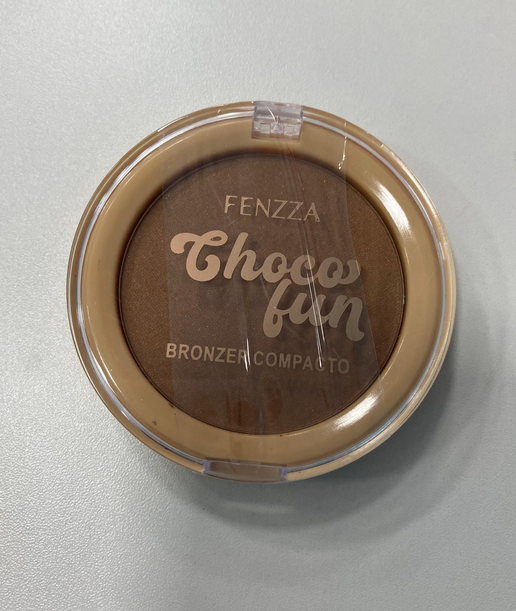 FENZZA
Choco
fun
BRONZER COMPACTO